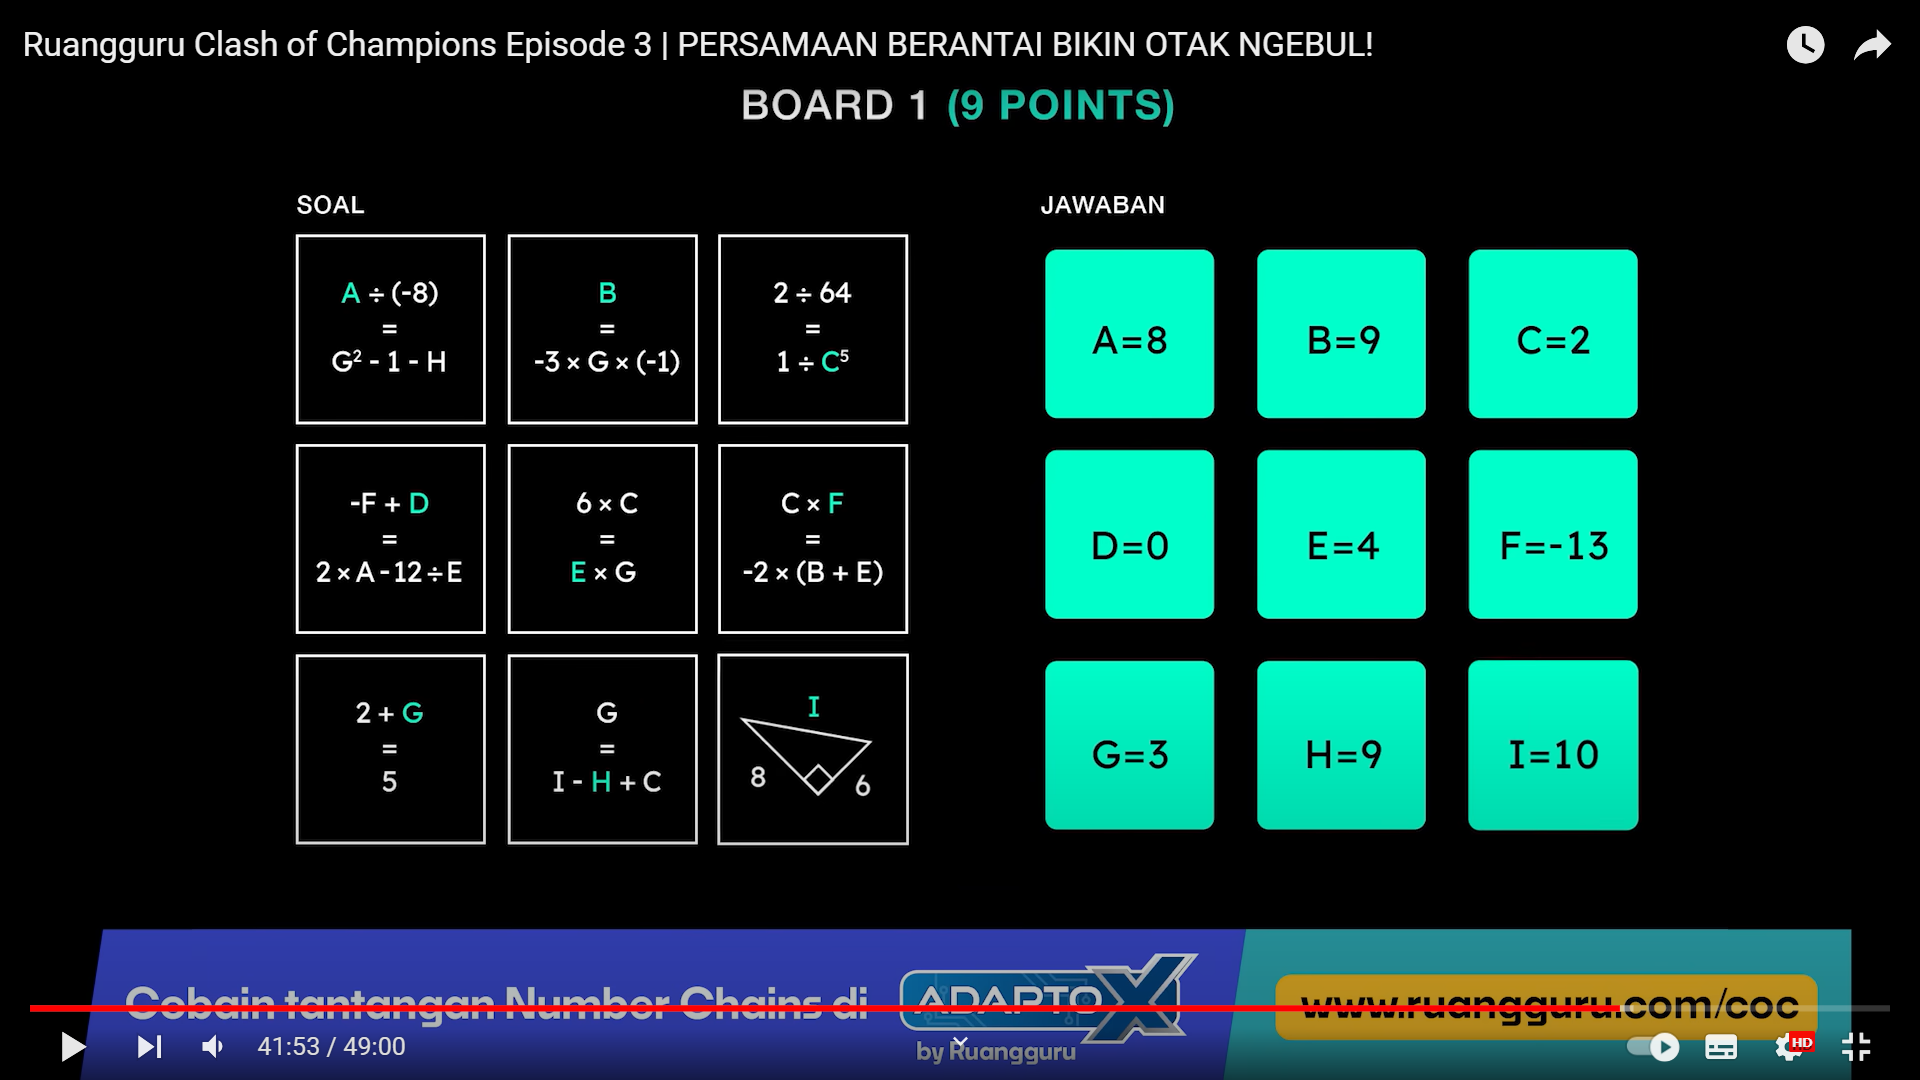 Ruangguru Clash of Champions Episode 3 | PERSAMAAN BERANTAI BIKIN OTAK NGEBUL!
BOARD 1 (9 POINTS)
SOAL
A ÷ (-8)
=
G² - 1 - H
B
=
-3 × G × (-1)
2 ÷ 64
=
1 ÷ C⁵
-F + D
=
2 × A - 12 ÷ E
6 × C
=
E × G
C × F
=
-2 × (B + E)
2 + G
=
5
G
=
I - H + C
I
8
6
JAWABAN
A=8
B=9
C=2
D=0
E=4
F=-13
G=3
H=9
I=10
Cobain tantangan Number Chains di
ADAPTO X
by Ruangguru
www.ruangguru.com/coc
41:53 / 49:00
HD